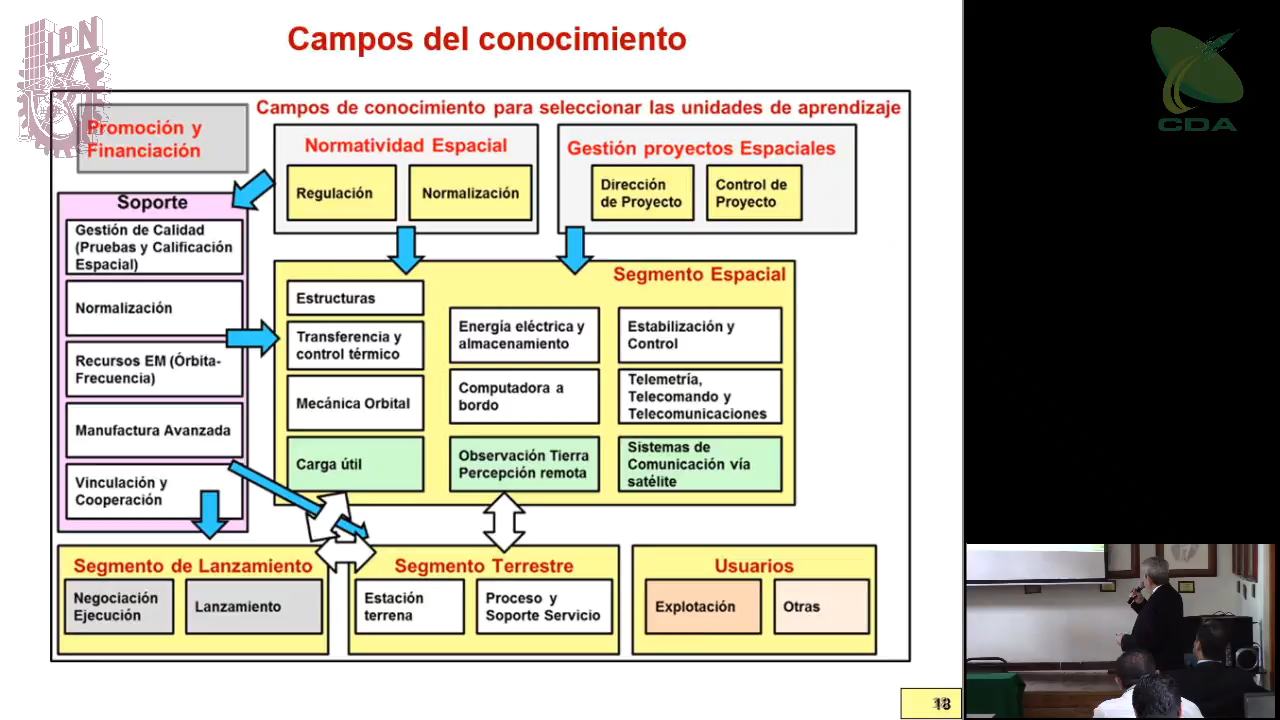 Campos del conocimiento
IPN
CDA
Campos de conocimiento para seleccionar las unidades de aprendizaje
Promoción y
Financiación
Normatividad Espacial
Regulación
Normalización
Gestión proyectos Espaciales
Dirección
de Proyecto
Control de
Proyecto
Soporte
Gestión de Calidad
(Pruebas y Calificación
Espacial)
Normalización
Recursos EM (Órbita-
Frecuencia)
Manufactura Avanzada
Vinculación y
Cooperación
Segmento Espacial
Estructuras
Transferencia y
control térmico
Mecánica Orbital
Carga útil
Energía eléctrica y
almacenamiento
Computadora a
bordo
Observación Tierra
Percepción remota
Estabilización y
Control
Telemetría,
Telecomando y
Telecomunicaciones
Sistemas de
Comunicación vía
satélite
Segmento de Lanzamiento
Negociación
Ejecución
Lanzamiento
Segmento Terrestre
Estación
terrena
Proceso y
Soporte Servicio
Usuarios
Explotación
Otras